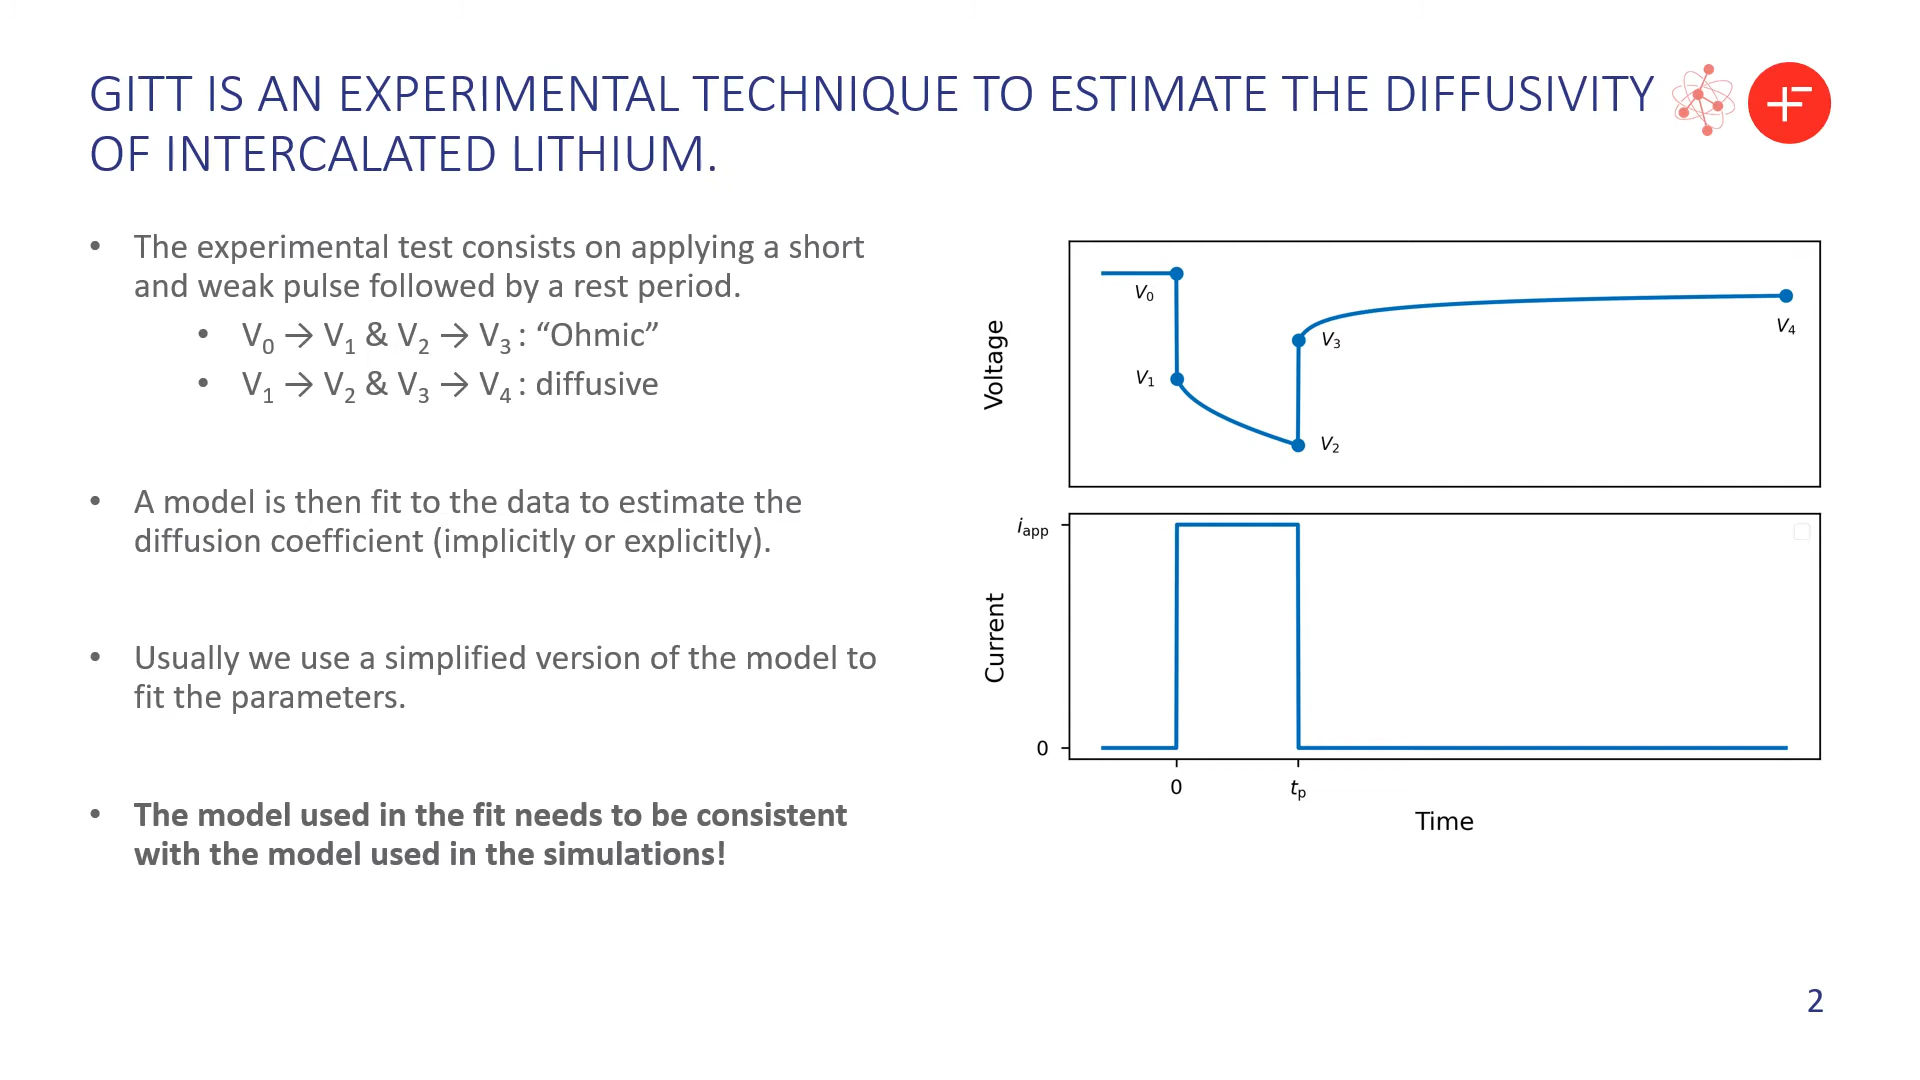 GITT IS AN EXPERIMENTAL TECHNIQUE TO ESTIMATE THE DIFFUSIVITY
OF INTERCALATED LITHIUM.
• The experimental test consists on applying a short
and weak pulse followed by a rest period.
• V₀ → V₁ & V₂ → V₃ : “Ohmic”
• V₁ → V₂ & V₃ → V₄ : diffusive
• A model is then fit to the data to estimate the
diffusion coefficient (implicitly or explicitly).
• Usually we use a simplified version of the model to
fit the parameters.
• The model used in the fit needs to be consistent
with the model used in the simulations!
Voltage
V₀
V₁
V₂
V₃
V₄
Current
iapp
0
0
tp
Time
2